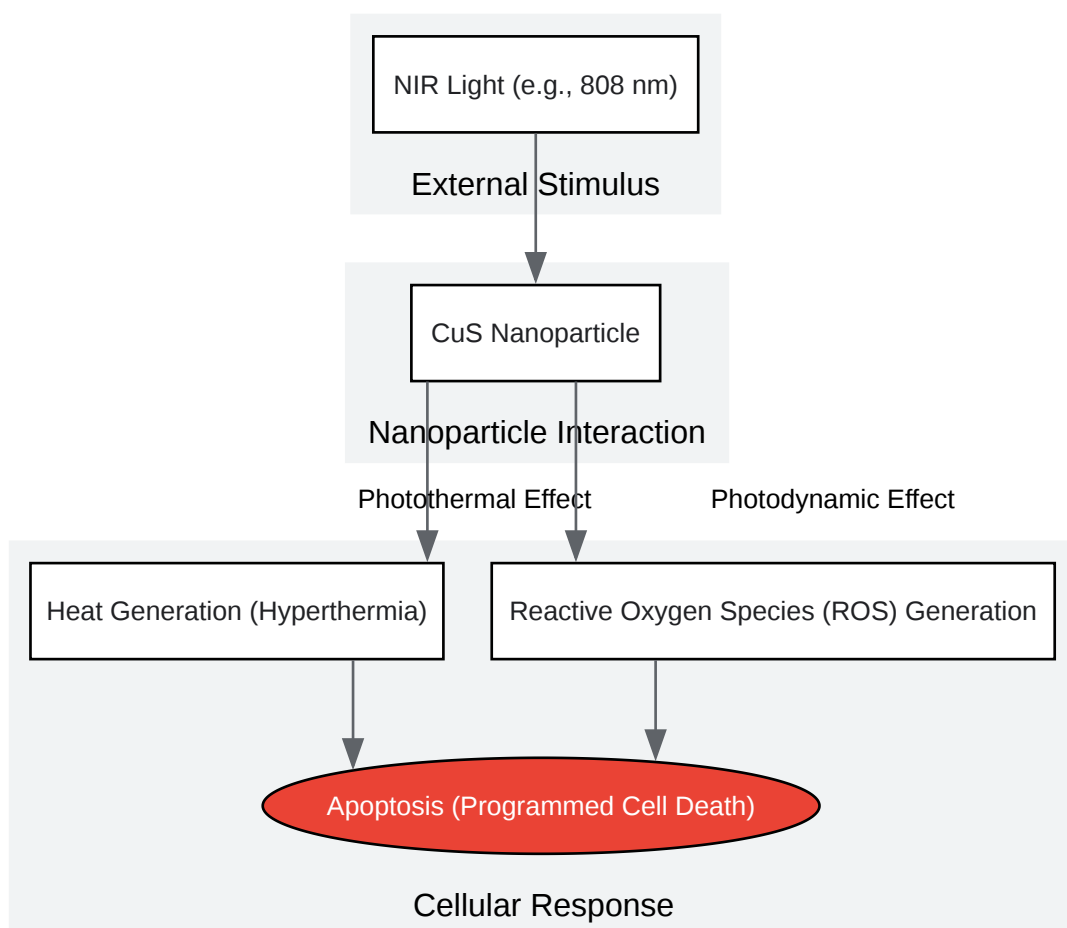 NIR Light (e.g., 808 nm)
External Stimulus
CuS Nanoparticle
Nanoparticle Interaction
Photothermal Effect
Photodynamic Effect
Heat Generation (Hyperthermia)
Reactive Oxygen Species (ROS) Generation
Apoptosis (Programmed Cell Death)
Cellular Response